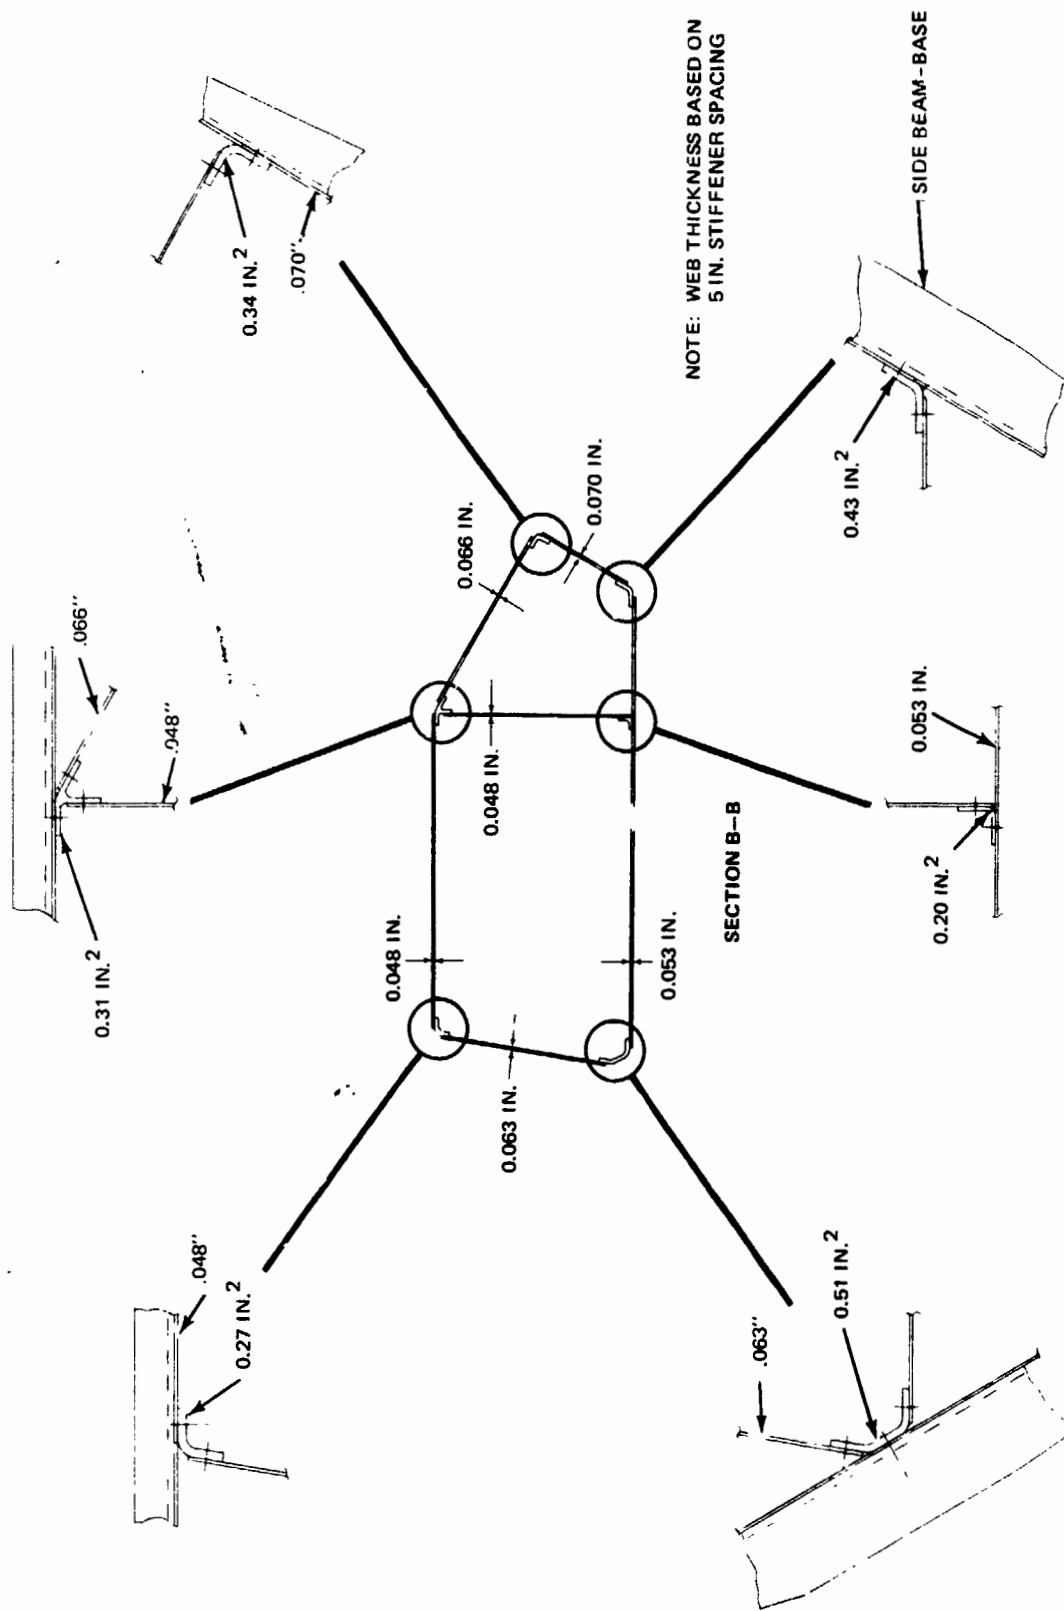 0.31 IN.²
.048"
.066"
0.34 IN.²
.070"
.048"
0.27 IN.²
0.048 IN.
0.048 IN.
0.066 IN.
0.063 IN.
0.053 IN.
0.070 IN.
SECTION B–B
NOTE: WEB THICKNESS BASED ON
5 IN. STIFFENER SPACING
.063"
0.51 IN.²
0.20 IN.²
0.053 IN.
0.43 IN.²
SIDE BEAM-BASE